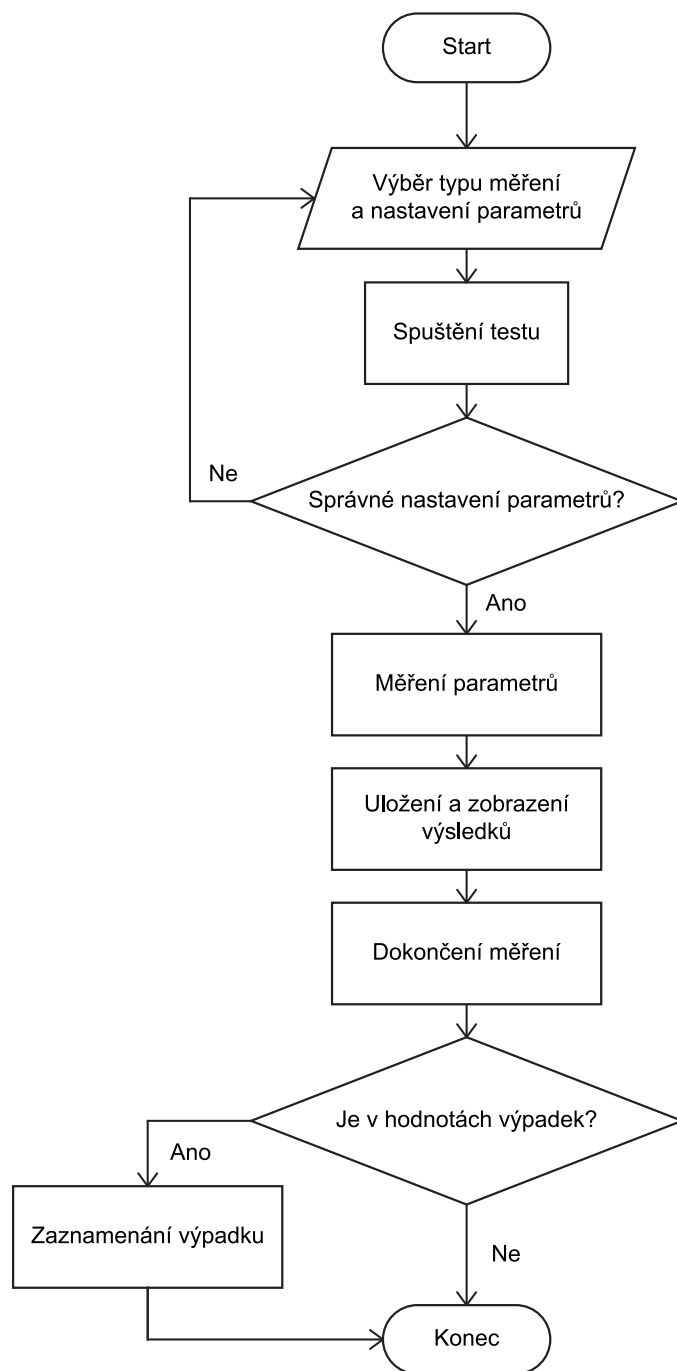 Start
Výběr typu měření
a nastavení parametrů
Spuštění testu
Ne
Správné nastavení parametrů?
Ano
Měření parametrů
Uložení a zobrazení
výsledků
Dokončení měření
Je v hodnotách výpadek?
Ano
Zaznamenání výpadku
Ne
Konec